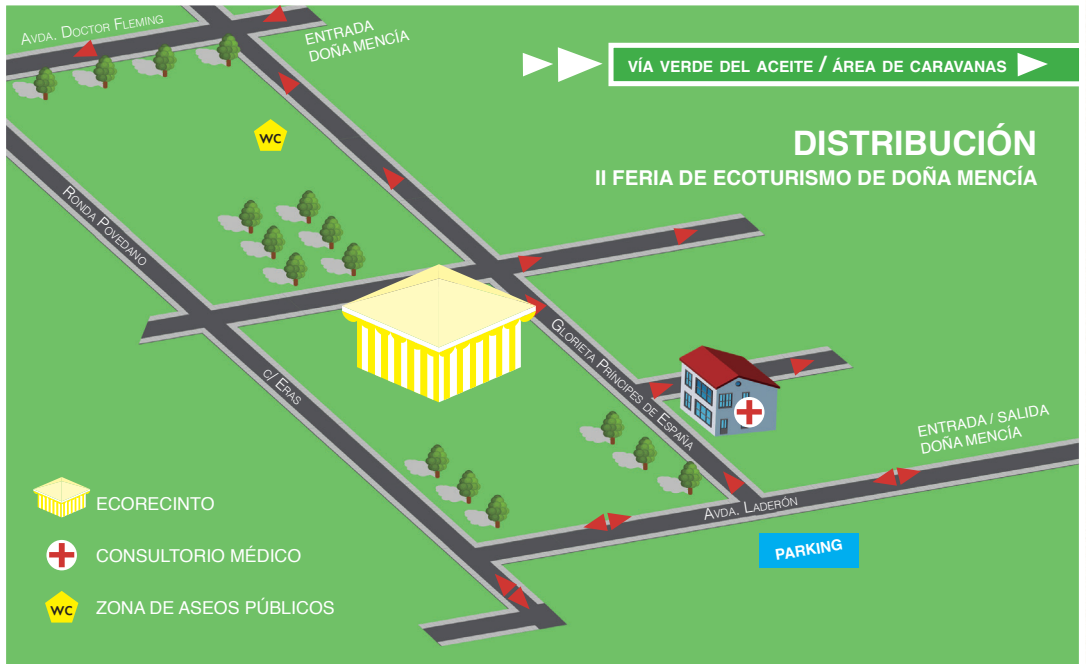 AVDA. DOCTOR FLEMING
ENTRADA
DOÑA MENCÍA
VÍA VERDE DEL ACEITE / ÁREA DE CARAVANAS
DISTRIBUCIÓN
II FERIA DE ECOTURISMO DE DOÑA MENCÍA
WC
RONDA POVEDANO
GLORIETA PRÍNCIPES DE ESPAÑA
C/ ERAS
ENTRADA / SALIDA
DOÑA MENCÍA
AVDA. LADERÓN
PARKING
ECORECINTO
CONSULTORIO MÉDICO
WC
ZONA DE ASEOS PÚBLICOS